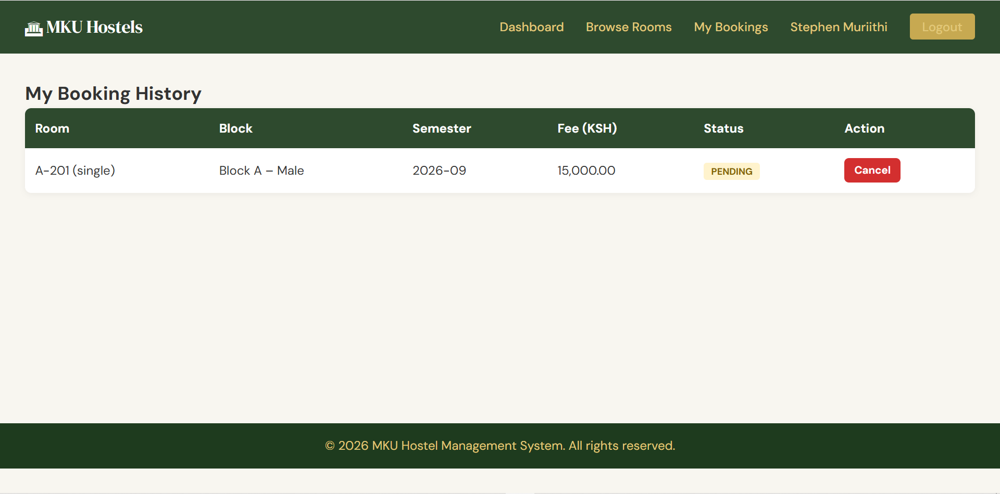 MKU Hostels Dashboard Browse Rooms My Bookings Stephen Muriithi Logout
My Booking History
Room Block Semester Fee (KSH) Status Action
A-201 (single) Block A – Male 2026-09 15,000.00 PENDING Cancel
© 2026 MKU Hostel Management System. All rights reserved.